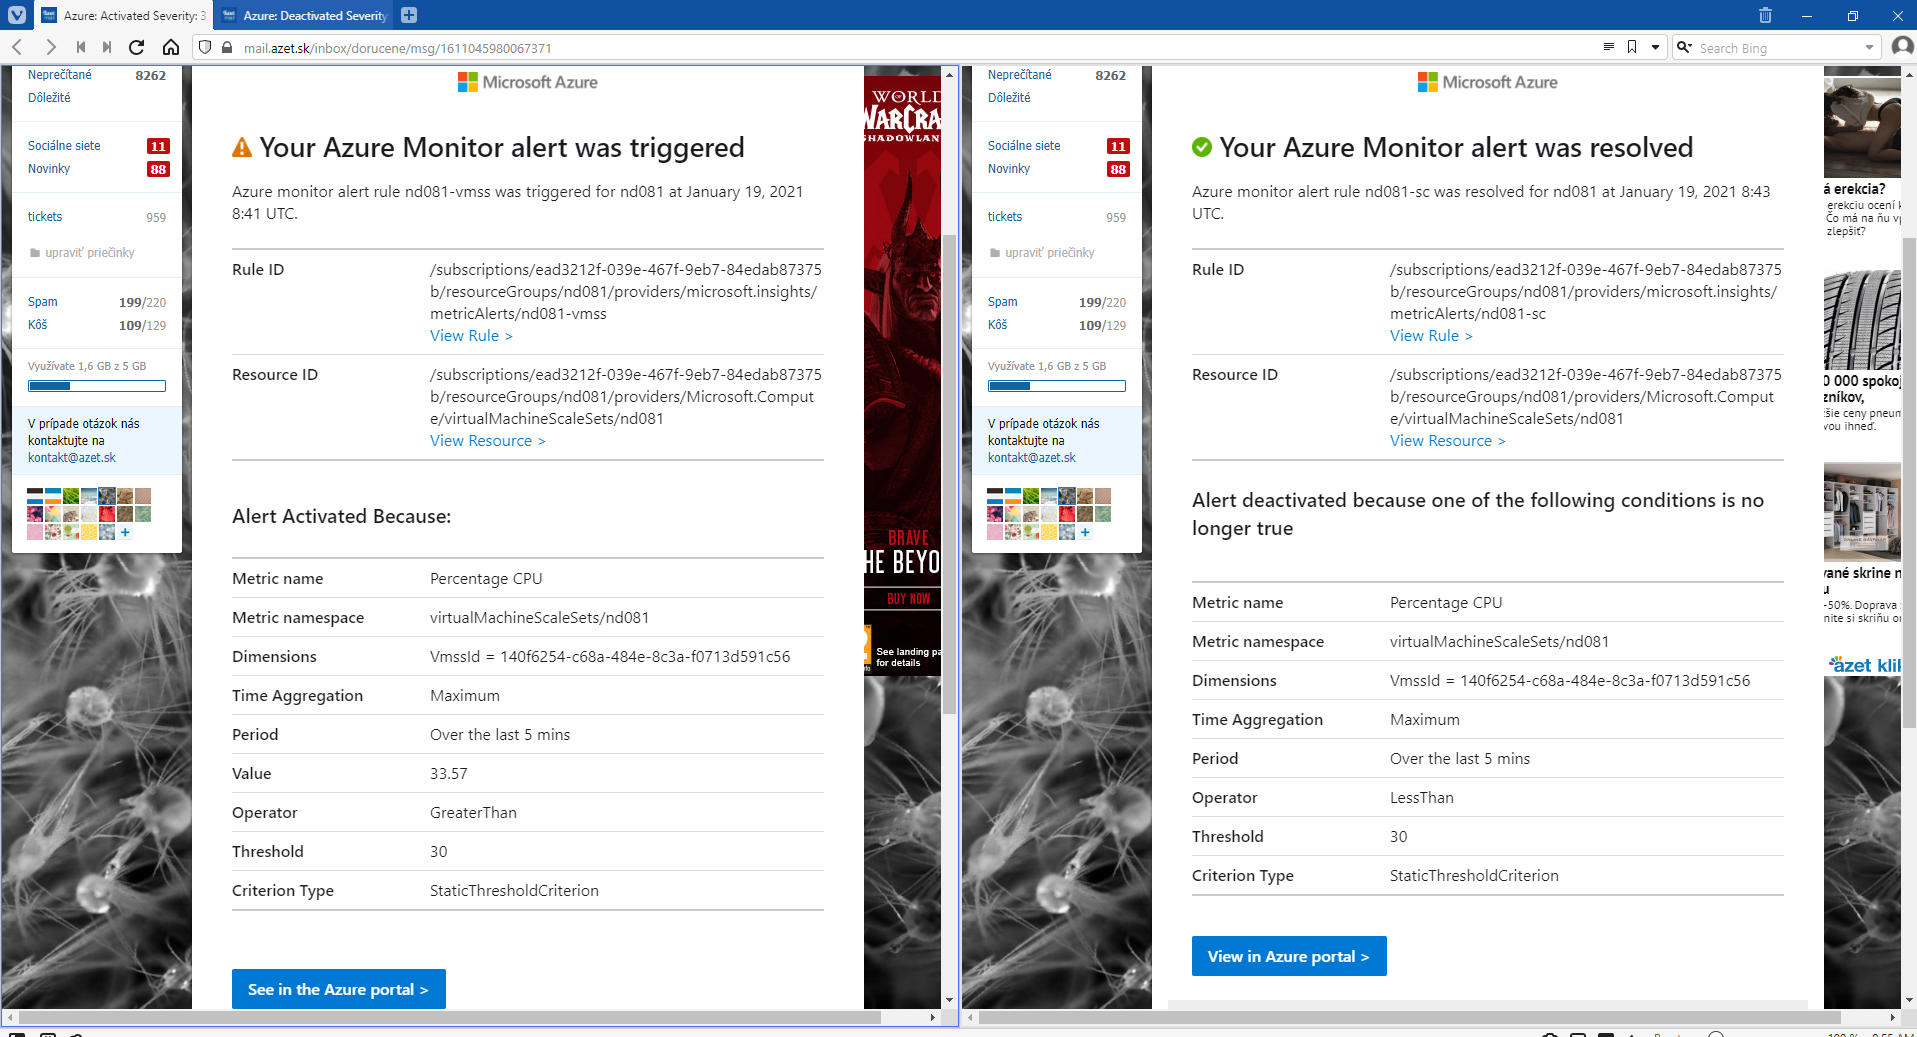 Azure: Activated Severity: 3
Azure: Deactivated Severity
mail.azet.sk/inbox/dorucene/msg/1611045980067371
Search Bing
Neprečítané 8262
Dôležité
Sociálne siete 11
Novinky 88
tickets 959
upraviť priečinky
Spam 199/220
Kôš 109/129
Využívate 1,6 GB z 5 GB
V prípade otázok nás
kontaktujte na
kontakt@azet.sk
Microsoft Azure
Your Azure Monitor alert was triggered
Azure monitor alert rule nd081-vmss was triggered for nd081 at January 19, 2021
8:41 UTC.
Rule ID /subscriptions/ead3212f-039e-467f-9eb7-84edab87375
b/resourceGroups/nd081/providers/microsoft.insights/
metricAlerts/nd081-vmss
View Rule >
Resource ID /subscriptions/ead3212f-039e-467f-9eb7-84edab87375
b/resourceGroups/nd081/providers/Microsoft.Comput
e/virtualMachineScaleSets/nd081
View Resource >
Alert Activated Because:
Metric name Percentage CPU
Metric namespace virtualMachineScaleSets/nd081
Dimensions VmssId = 140f6254-c68a-484e-8c3a-f0713d591c56
Time Aggregation Maximum
Period Over the last 5 mins
Value 33.57
Operator GreaterThan
Threshold 30
Criterion Type StaticThresholdCriterion
See in the Azure portal >
WORLD
WARCRA
SHADOWLAN
BRAVE
HE BEYO
BUY NOW
See landing pa
for details
Neprečítané 8262
Dôležité
Sociálne siete 11
Novinky 88
tickets 959
upraviť priečinky
Spam 199/220
Kôš 109/129
Využívate 1,6 GB z 5 GB
V prípade otázok nás
kontaktujte na
kontakt@azet.sk
Microsoft Azure
Your Azure Monitor alert was resolved
Azure monitor alert rule nd081-sc was resolved for nd081 at January 19, 2021 8:43
UTC.
Rule ID /subscriptions/ead3212f-039e-467f-9eb7-84edab87375
b/resourceGroups/nd081/providers/microsoft.insights/
metricAlerts/nd081-sc
View Rule >
Resource ID /subscriptions/ead3212f-039e-467f-9eb7-84edab87375
b/resourceGroups/nd081/providers/Microsoft.Comput
e/virtualMachineScaleSets/nd081
View Resource >
Alert deactivated because one of the following conditions is no
longer true
Metric name Percentage CPU
Metric namespace virtualMachineScaleSets/nd081
Dimensions VmssId = 140f6254-c68a-484e-8c3a-f0713d591c56
Time Aggregation Maximum
Period Over the last 5 mins
Operator LessThan
Threshold 30
Criterion Type StaticThresholdCriterion
View in Azure portal >
á erekcia?
erekciu ocení k
Čo má na ňu vp
zlepšiť?
0 000 spokoj
zníkov,
žšie ceny pneum
vou ihneď.
vané skrine n
u
-50%. Doprava
nite si skriňu o
azet klik